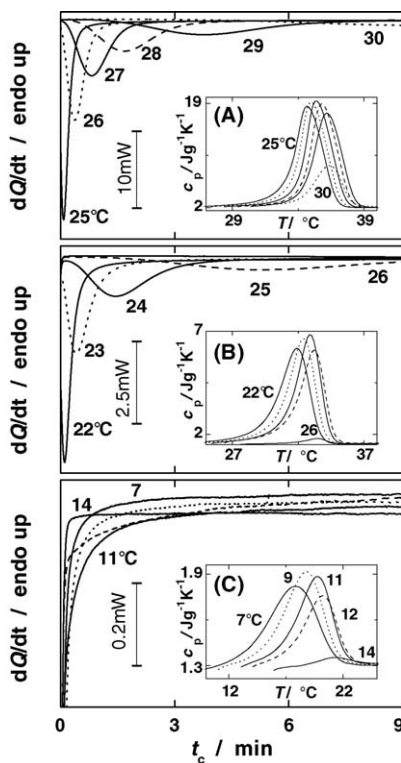 dQ/dt / endo up
25°C
26
27
28
29
30
10mW
(A)
19
2
c_p / Jg⁻¹K⁻¹
25°C
30
29
T / °C
39
dQ/dt / endo up
22°C
23
24
25
26
2.5mW
(B)
7
2
c_p / Jg⁻¹K⁻¹
22°C
26
27
T / °C
37
dQ/dt / endo up
14
7
11°C
0.2mW
(C)
1.9
1.3
c_p / Jg⁻¹K⁻¹
7°C
9
11
12
14
12
T / °C
22
0 3 6 9
t_c / min